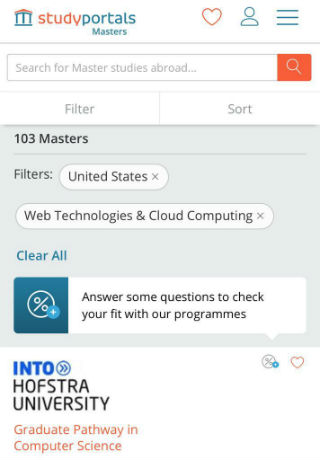 studyportals
Masters
Search for Master studies abroad...
Filter
Sort
103 Masters
Filters:
United States ×
Web Technologies & Cloud Computing ×
Clear All
Answer some questions to check
your fit with our programmes
INTO
HOFSTRA
UNIVERSITY
Graduate Pathway in
Computer Science